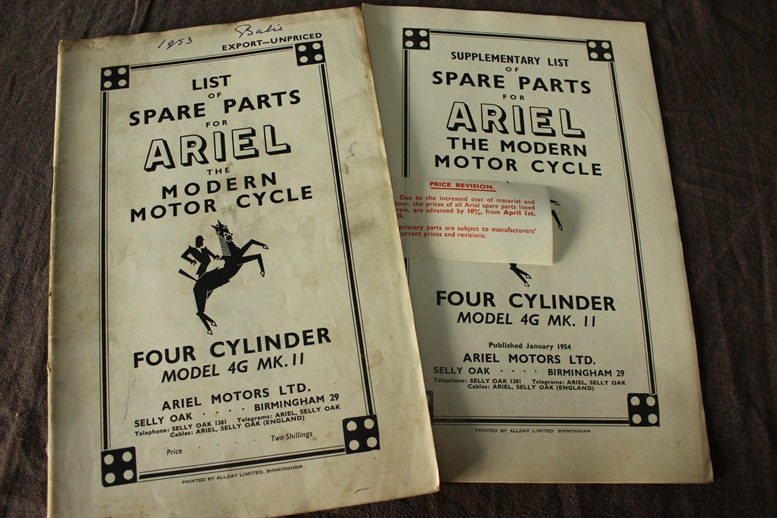 1953
EXPORT—UNPRICED
LIST
OF
SPARE PARTS
FOR
ARIEL
THE
MODERN
MOTOR CYCLE
FOUR CYLINDER
MODEL 4G MK. II
ARIEL MOTORS LTD.
SELLY OAK . . . . BIRMINGHAM 29
Telephone: SELLY OAK 1381 Telegrams: ARIEL, SELLY OAK
Cables: ARIEL, SELLY OAK (ENGLAND)
Price . . . . Two Shillings
PRINTED BY ALLDAY LIMITED, BIRMINGHAM
SUPPLEMENTARY LIST
OF
SPARE PARTS
FOR
ARIEL
THE MODERN
MOTOR CYCLE
PRICE REVISION.
Due to the increased cost of material and
our, the prices of all Ariel spare parts listed
are advanced by 10%, from April 1st.
prietary parts are subject to manufacturers'
urrent prices and revisions.
FOUR CYLINDER
MODEL 4G MK. II
Published January 1954
ARIEL MOTORS LTD.
SELLY OAK . . . . BIRMINGHAM 29
Telephone: SELLY OAK 1381 Telegrams: ARIEL, SELLY OAK
Cables: ARIEL, SELLY OAK (ENGLAND)
PRINTED BY ALLDAY LIMITED, BIRMINGHAM